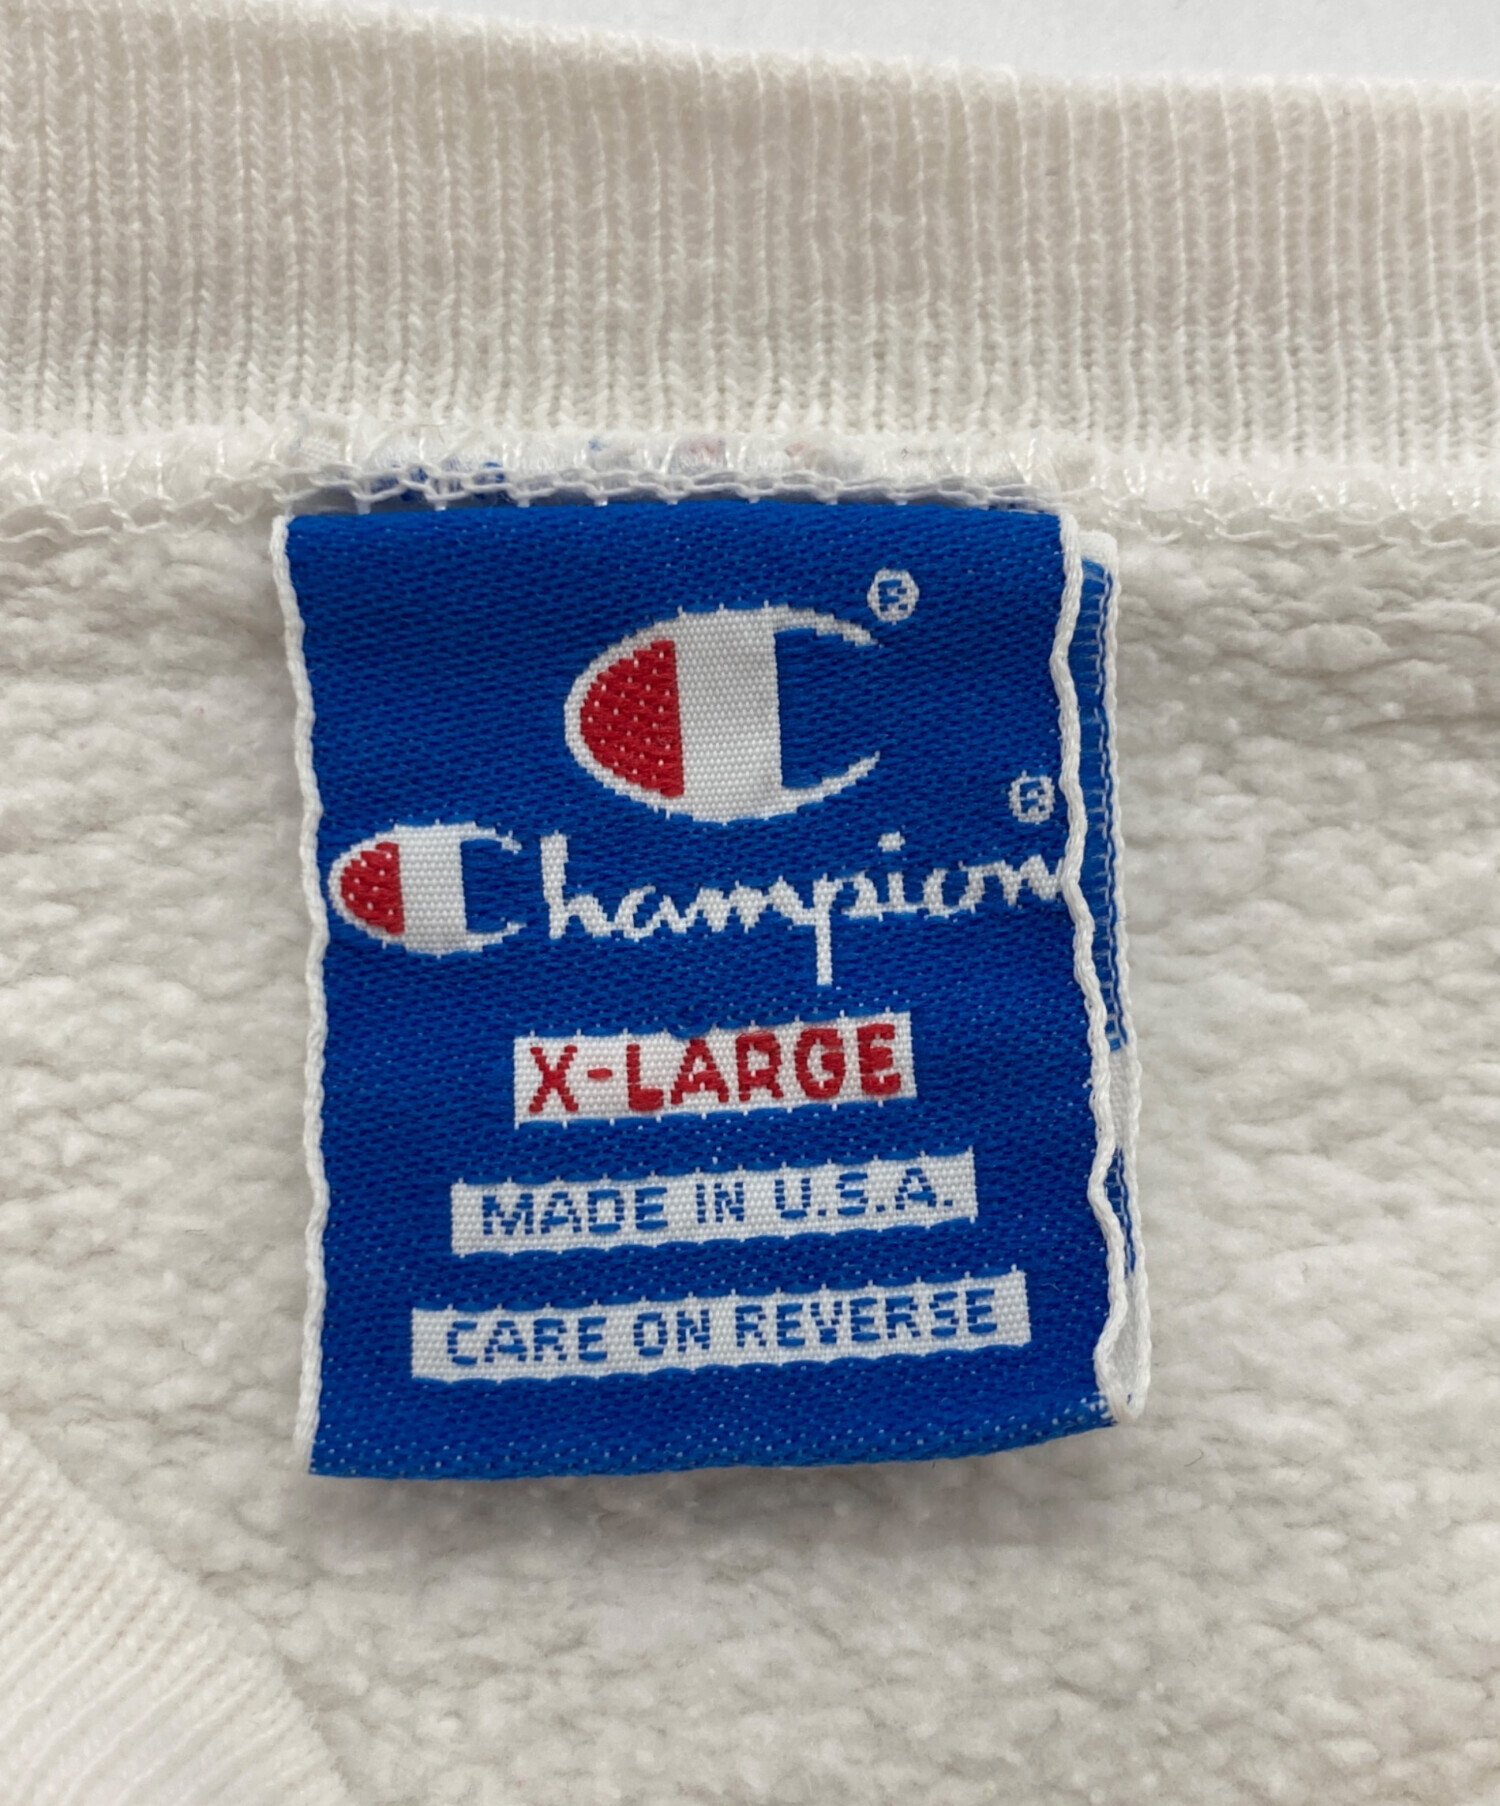 C®
Champion®
X-LARGE
MADE IN U.S.A.
CARE ON REVERSE